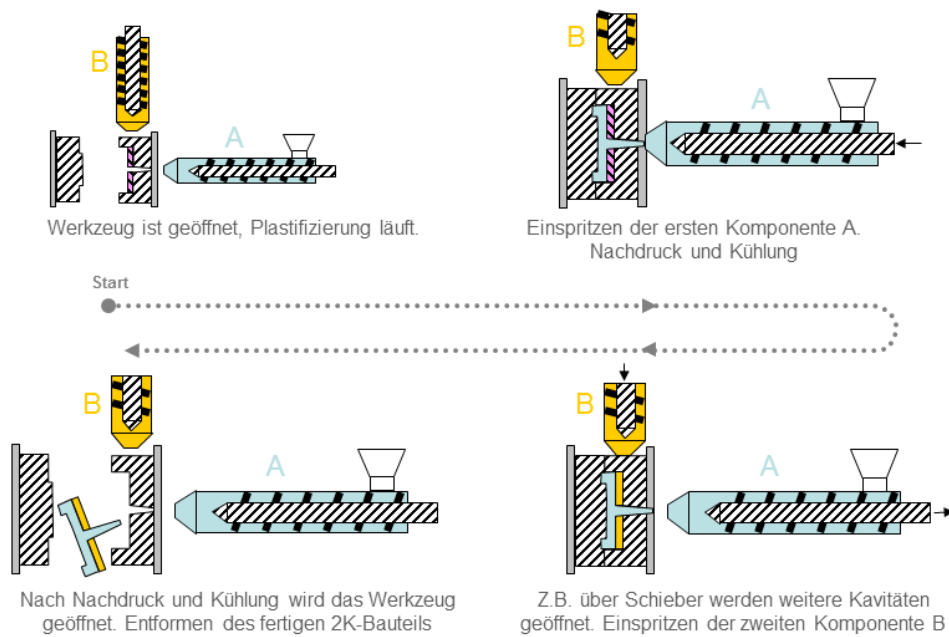 B
A
Werkzeug ist geöffnet, Plastifizierung läuft.
B
A
Einspritzen der ersten Komponente A.
Nachdruck und Kühlung
Start
B
A
Z.B. über Schieber werden weitere Kavitäten
geöffnet. Einspritzen der zweiten Komponente B
B
A
Nach Nachdruck und Kühlung wird das Werkzeug
geöffnet. Entformen des fertigen 2K-Bauteils